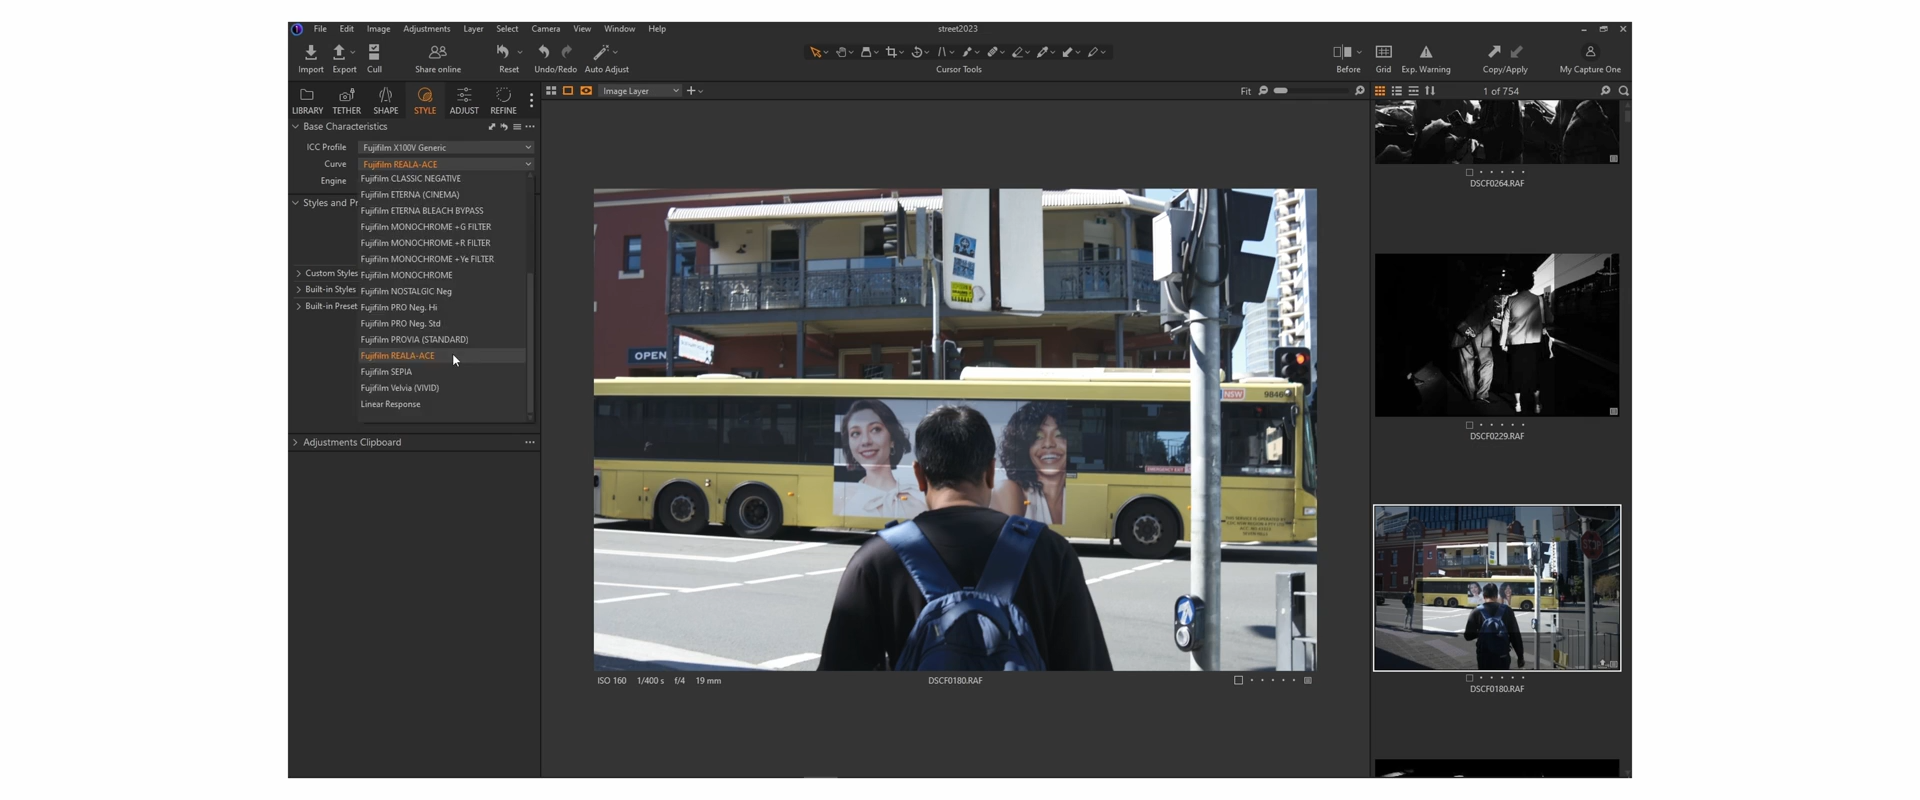 File Edit Image Adjustments Layer Select Camera View Window Help
street2023
Import Export Cull Share online Reset Undo/Redo Auto Adjust
Cursor Tools
Before Grid Exp. Warning Copy/Apply My Capture One
LIBRARY TETHER SHAPE STYLE ADJUST REFINE
Image Layer
Fit
1 of 754
Base Characteristics
ICC Profile Fujifilm X100V Generic
Curve Fujifilm REALA-ACE
Engine
Styles and Pr
Custom Styles
Built-in Styles
Built-in Preset
Fujifilm CLASSIC NEGATIVE
Fujifilm ETERNA (CINEMA)
Fujifilm ETERNA BLEACH BYPASS
Fujifilm MONOCHROME +G FILTER
Fujifilm MONOCHROME +R FILTER
Fujifilm MONOCHROME +Ye FILTER
Fujifilm MONOCHROME
Fujifilm NOSTALGIC Neg
Fujifilm PRO Neg. Hi
Fujifilm PRO Neg. Std
Fujifilm PROVIA (STANDARD)
Fujifilm REALA-ACE
Fujifilm SEPIA
Fujifilm Velvia (VIVID)
Linear Response
Adjustments Clipboard
OPEN
NSW
EMERGENCY EXIT
ISO 160 1/400 s f/4 19 mm
DSCF0180.RAF
DSCF0264.RAF
DSCF0229.RAF
DSCF0180.RAF